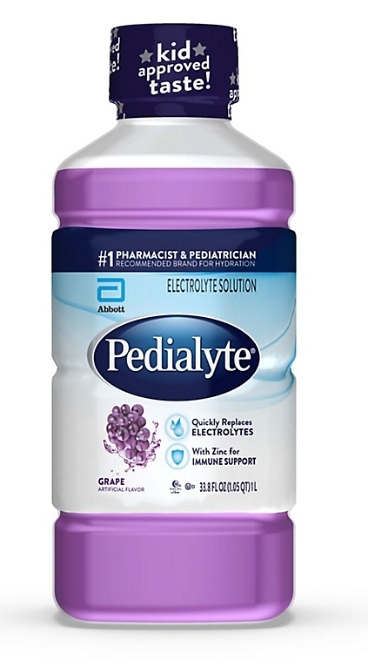 kid
approved
taste!
#1 PHARMACIST & PEDIATRICIAN
RECOMMENDED BRAND FOR HYDRATION
Abbott
ELECTROLYTE SOLUTION
Pedialyte®
Quickly Replaces
ELECTROLYTES
With Zinc for
IMMUNE SUPPORT
GRAPE
ARTIFICIAL FLAVOR
33.8 FL OZ (1.05 QT) 1 L